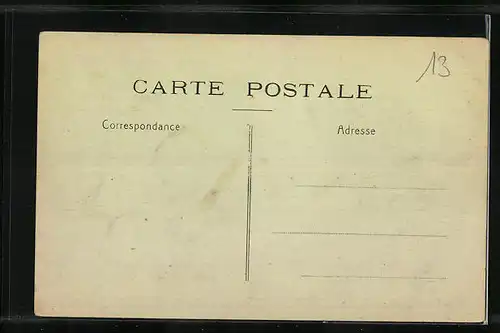 13
CARTE POSTALE
Correspondance
Adresse